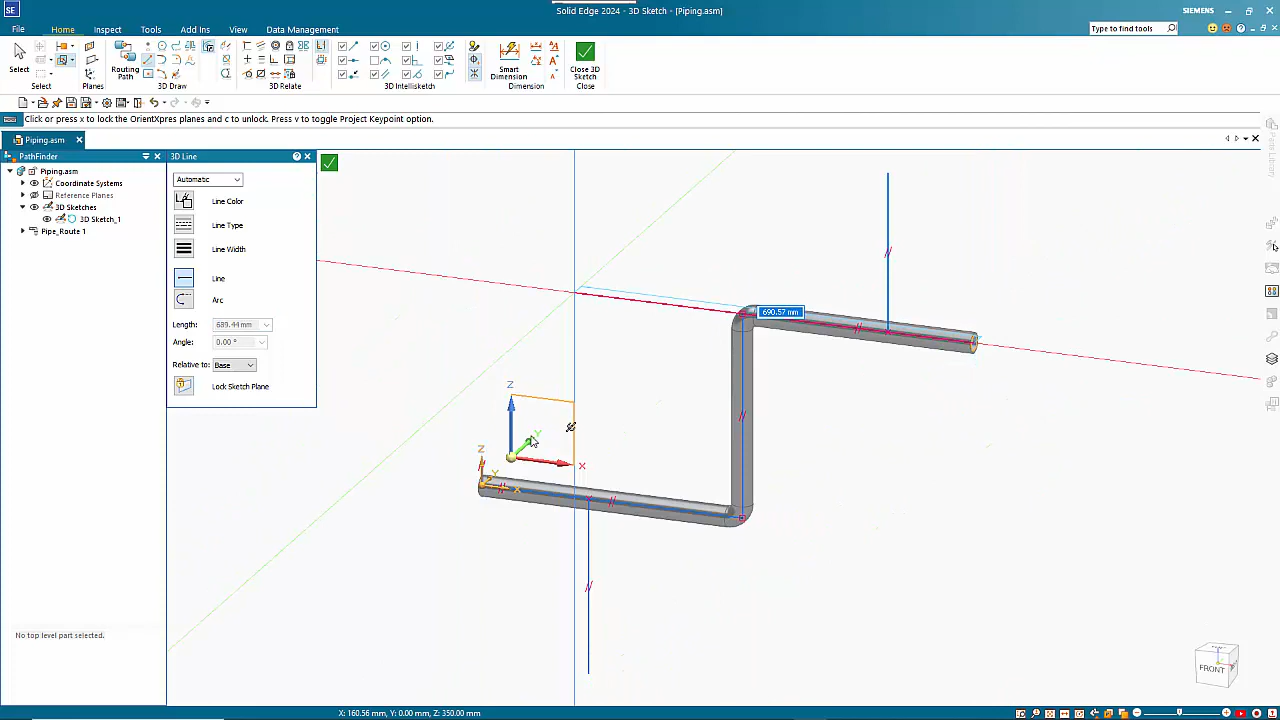 SE
Solid Edge 2024 - 3D Sketch - [Piping.asm]
SIEMENS
File
Home
Inspect
Tools
Add Ins
View
Data Management
Type to find tools
Select
Routing Path
Smart Dimension
Close 3D Sketch
Select
Planes
3D Draw
3D Relate
3D Intellisketch
Dimension
Close
Click or press x to lock the OrientXpres planes and c to unlock. Press v to toggle Project Keypoint option.
Piping.asm
PathFinder
3D Line
Piping.asm
Coordinate Systems
Reference Planes
3D Sketches
3D Sketch_1
Pipe_Route 1
Automatic
Line Color
Line Type
Line Width
Line
Arc
Length: 689.44 mm
Angle: 0.00 °
Relative to: Base
Lock Sketch Plane
Parts Library
690.57 mm
Z
Y
X
Z
Y
X
FRONT
No top level part selected.
X: 160.56 mm, Y: 0.00 mm, Z: 350.00 mm